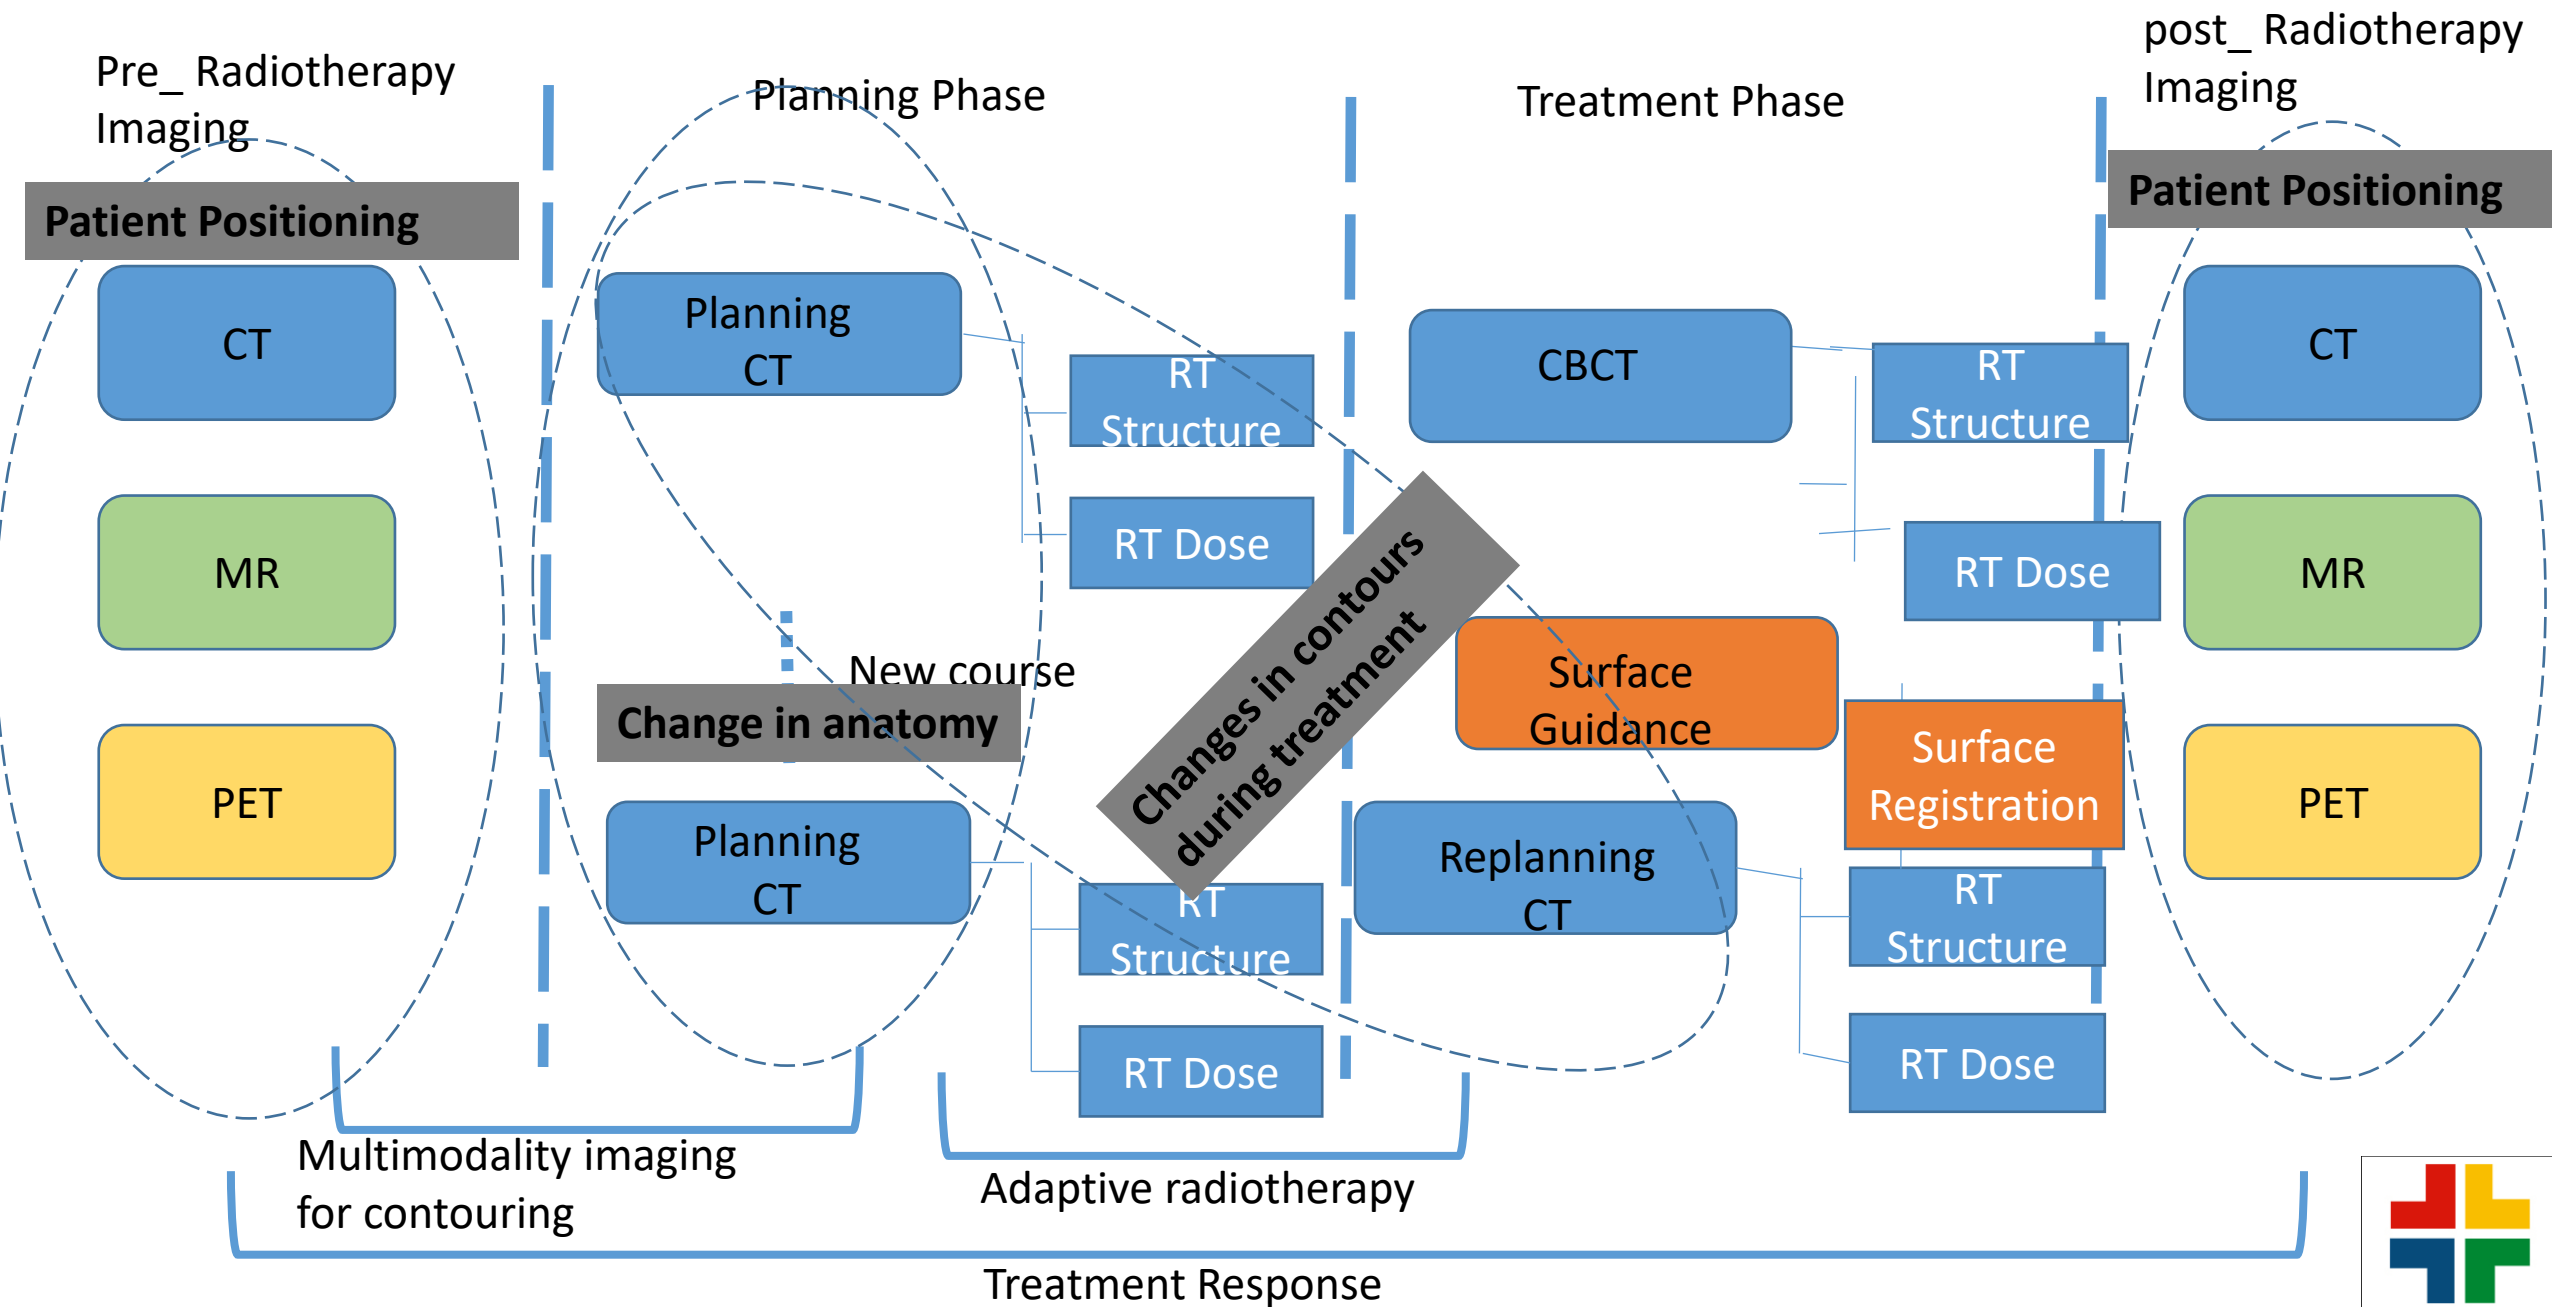 Pre_ Radiotherapy
Imaging
Patient Positioning
CT
MR
PET
Planning Phase
Planning
CT
RT
Structure
RT Dose
New course
Change in anatomy
Planning
CT
RT
Structure
RT Dose
Changes in contours
during treatment
Treatment Phase
CBCT
RT
Structure
RT Dose
Surface
Guidance
Surface
Registration
Replanning
CT
RT
Structure
RT Dose
post_ Radiotherapy
Imaging
Patient Positioning
CT
MR
PET
Multimodality imaging
for contouring
Adaptive radiotherapy
Treatment Response